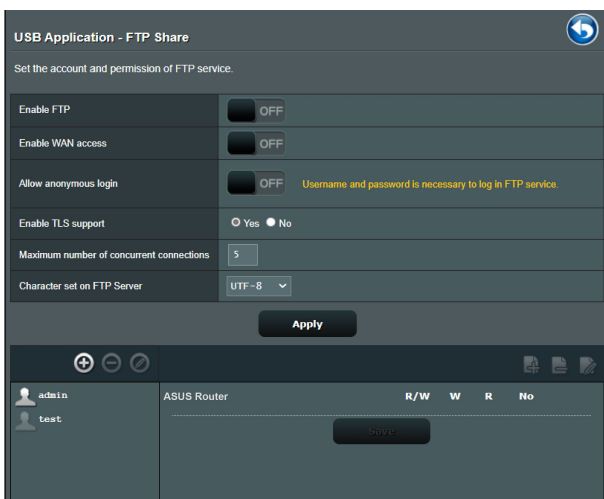 USB Application - FTP Share
Set the account and permission of FTP service.
Enable FTP OFF
Enable WAN access OFF
Allow anonymous login OFF Username and password is necessary to log in FTP service.
Enable TLS support Yes No
Maximum number of concurrent connections 5
Character set on FTP Server UTF-8
Apply
admin ASUS Router R/W W R No
test
Save